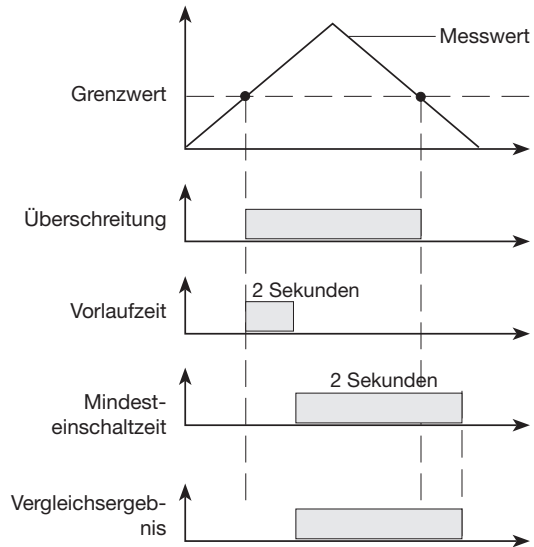 Messwert
Grenzwert
Überschreitung
2 Sekunden
Vorlaufzeit
2 Sekunden
Mindest-
einschaltzeit
Vergleichsergeb-
nis